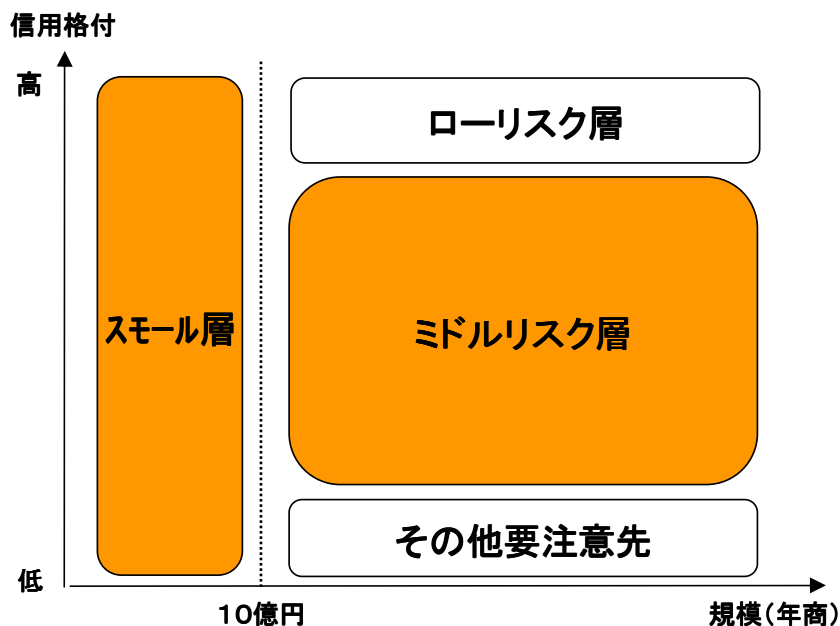 信用格付
高
ローリスク層
スモール層
ミドルリスク層
その他要注意先
低
10億円
規模(年商)